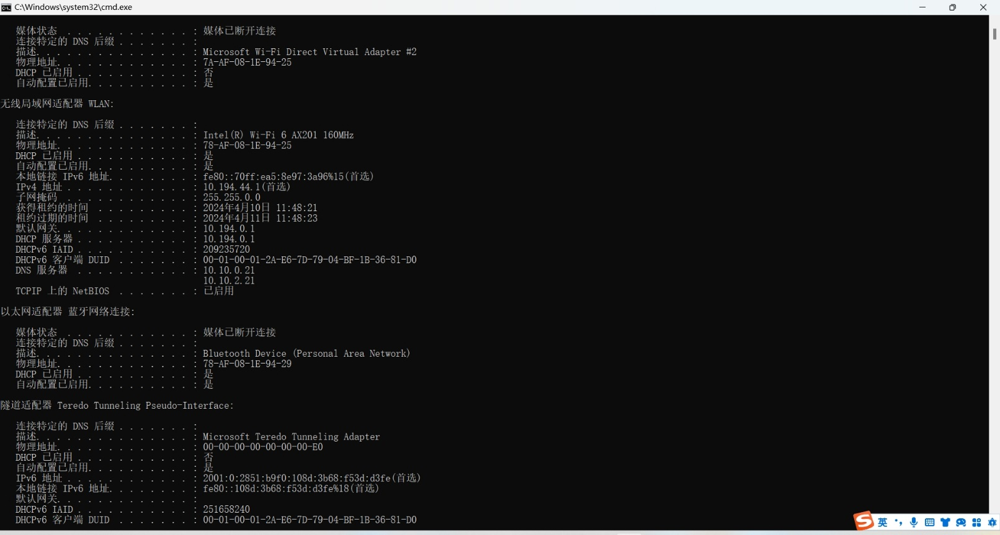 C:\Windows\system32\cmd.exe
媒体状态 . . . . . . . . . . . . : 媒体已断开连接
连接特定的 DNS 后缀 . . . . . . . :
描述. . . . . . . . . . . . . . . : Microsoft Wi-Fi Direct Virtual Adapter #2
物理地址. . . . . . . . . . . . . : 7A-AF-08-1E-94-25
DHCP 已启用 . . . . . . . . . . . : 否
自动配置已启用. . . . . . . . . . : 是
无线局域网适配器 WLAN:
连接特定的 DNS 后缀 . . . . . . . :
描述. . . . . . . . . . . . . . . : Intel(R) Wi-Fi 6 AX201 160MHz
物理地址. . . . . . . . . . . . . : 78-AF-08-1E-94-25
DHCP 已启用 . . . . . . . . . . . : 是
自动配置已启用. . . . . . . . . . : 是
本地链接 IPv6 地址. . . . . . . . : fe80::70ff:ea5:8e97:3a96%15(首选)
IPv4 地址 . . . . . . . . . . . . : 10.194.44.1(首选)
子网掩码 . . . . . . . . . . . . : 255.255.0.0
获得租约的时间 . . . . . . . . . : 2024年4月10日 11:48:21
租约过期的时间 . . . . . . . . . : 2024年4月11日 11:48:23
默认网关. . . . . . . . . . . . . : 10.194.0.1
DHCP 服务器 . . . . . . . . . . . : 10.194.0.1
DHCPv6 IAID . . . . . . . . . . . : 209235720
DHCPv6 客户端 DUID . . . . . . . : 00-01-00-01-2A-E6-7D-79-04-BF-1B-36-81-D0
DNS 服务器 . . . . . . . . . . . : 10.10.0.21
10.10.2.21
TCPIP 上的 NetBIOS . . . . . . . : 已启用
以太网适配器 蓝牙网络连接:
媒体状态 . . . . . . . . . . . . : 媒体已断开连接
连接特定的 DNS 后缀 . . . . . . . :
描述. . . . . . . . . . . . . . . : Bluetooth Device (Personal Area Network)
物理地址. . . . . . . . . . . . . : 78-AF-08-1E-94-29
DHCP 已启用 . . . . . . . . . . . : 是
自动配置已启用. . . . . . . . . . : 是
隧道适配器 Teredo Tunneling Pseudo-Interface:
连接特定的 DNS 后缀 . . . . . . . :
描述. . . . . . . . . . . . . . . : Microsoft Teredo Tunneling Adapter
物理地址. . . . . . . . . . . . . : 00-00-00-00-00-00-00-E0
DHCP 已启用 . . . . . . . . . . . : 否
自动配置已启用. . . . . . . . . . : 是
IPv6 地址 . . . . . . . . . . . . : 2001:0:2851:b9f0:108d:3b68:f53d:d3fe(首选)
本地链接 IPv6 地址. . . . . . . . : fe80::108d:3b68:f53d:d3fe%18(首选)
默认网关. . . . . . . . . . . . . :
DHCPv6 IAID . . . . . . . . . . . : 251658240
DHCPv6 客户端 DUID . . . . . . . : 00-01-00-01-2A-E6-7D-79-04-BF-1B-36-81-D0
英